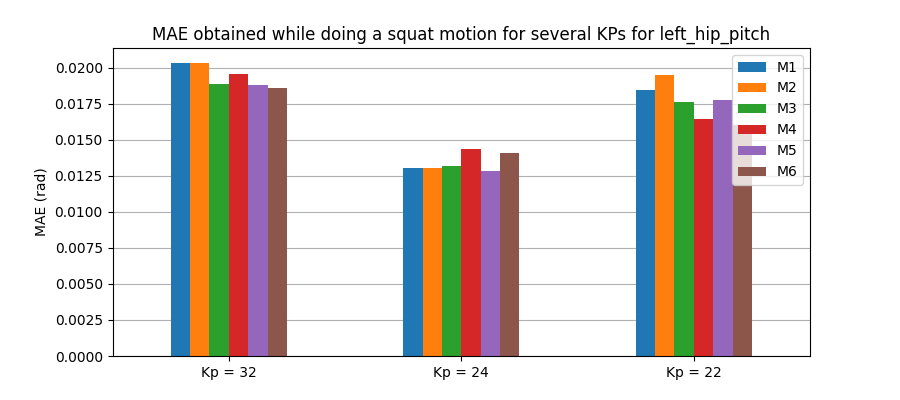 MAE obtained while doing a squat motion for several KPs for left_hip_pitch
MAE (rad)
0.0200
0.0175
0.0150
0.0125
0.0100
0.0075
0.0050
0.0025
0.0000
Kp = 32
Kp = 24
Kp = 22
M1
M2
M3
M4
M5
M6